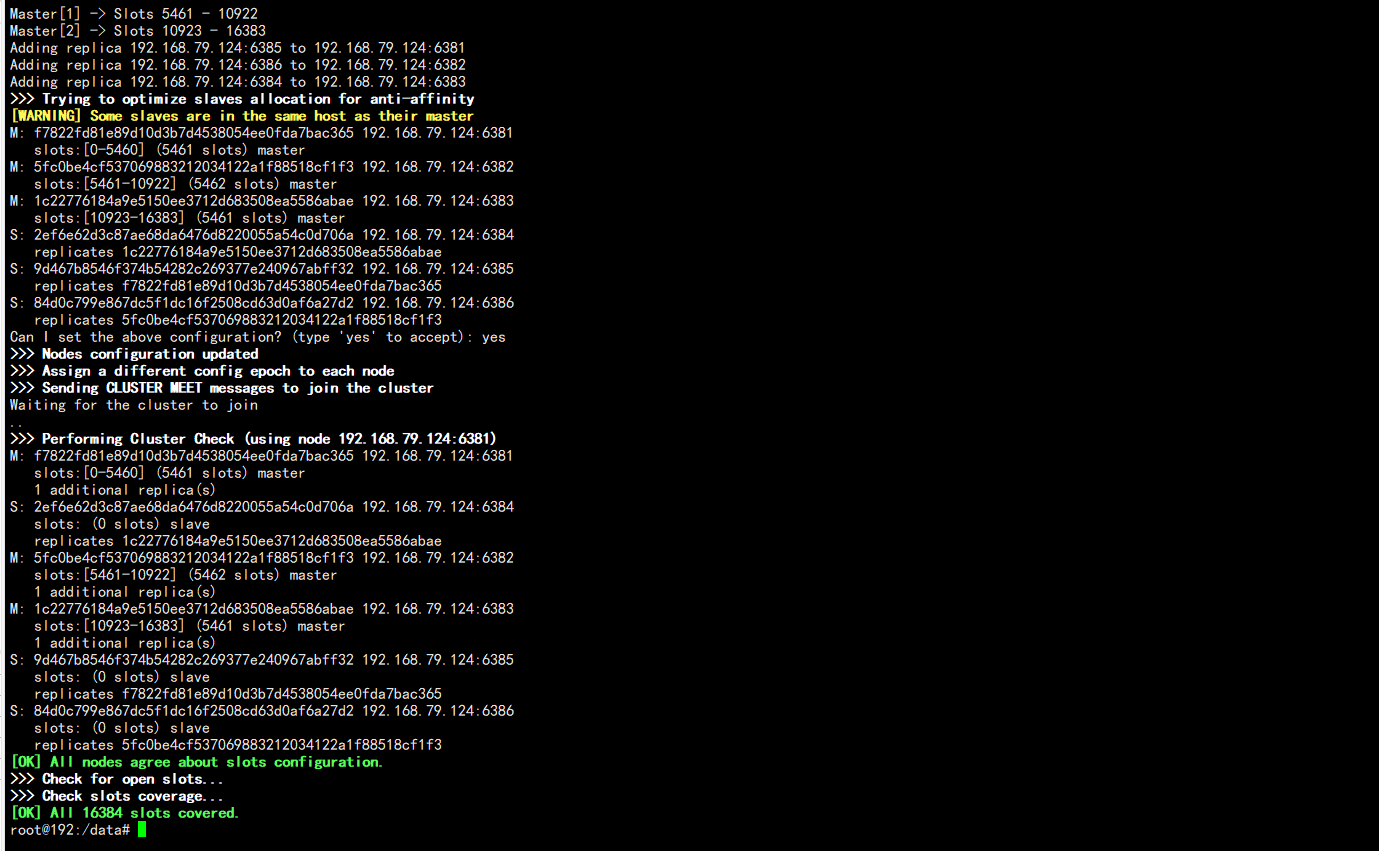 Master[1] -> Slots 5461 - 10922
Master[2] -> Slots 10923 - 16383
Adding replica 192.168.79.124:6385 to 192.168.79.124:6381
Adding replica 192.168.79.124:6386 to 192.168.79.124:6382
Adding replica 192.168.79.124:6384 to 192.168.79.124:6383
>>> Trying to optimize slaves allocation for anti-affinity
[WARNING] Some slaves are in the same host as their master
M: f7822fd81e89d10d3b7d4538054ee0fda7bac365 192.168.79.124:6381
   slots:[0-5460] (5461 slots) master
M: 5fc0be4cf537069883212034122a1f88518cf1f3 192.168.79.124:6382
   slots:[5461-10922] (5462 slots) master
M: 1c22776184a9e5150ee3712d683508ea5586abae 192.168.79.124:6383
   slots:[10923-16383] (5461 slots) master
S: 2ef6e62d3c87ae68da6476d8220055a54c0d706a 192.168.79.124:6384
   replicates 1c22776184a9e5150ee3712d683508ea5586abae
S: 9d467b8546f374b54282c269377e240967abff32 192.168.79.124:6385
   replicates f7822fd81e89d10d3b7d4538054ee0fda7bac365
S: 84d0c799e867dc5f1dc16f2508cd63d0af6a27d2 192.168.79.124:6386
   replicates 5fc0be4cf537069883212034122a1f88518cf1f3
Can I set the above configuration? (type 'yes' to accept): yes
>>> Nodes configuration updated
>>> Assign a different config epoch to each node
>>> Sending CLUSTER MEET messages to join the cluster
Waiting for the cluster to join
..
>>> Performing Cluster Check (using node 192.168.79.124:6381)
M: f7822fd81e89d10d3b7d4538054ee0fda7bac365 192.168.79.124:6381
   slots:[0-5460] (5461 slots) master
   1 additional replica(s)
S: 2ef6e62d3c87ae68da6476d8220055a54c0d706a 192.168.79.124:6384
   slots: (0 slots) slave
   replicates 1c22776184a9e5150ee3712d683508ea5586abae
M: 5fc0be4cf537069883212034122a1f88518cf1f3 192.168.79.124:6382
   slots:[5461-10922] (5462 slots) master
   1 additional replica(s)
M: 1c22776184a9e5150ee3712d683508ea5586abae 192.168.79.124:6383
   slots:[10923-16383] (5461 slots) master
   1 additional replica(s)
S: 9d467b8546f374b54282c269377e240967abff32 192.168.79.124:6385
   slots: (0 slots) slave
   replicates f7822fd81e89d10d3b7d4538054ee0fda7bac365
S: 84d0c799e867dc5f1dc16f2508cd63d0af6a27d2 192.168.79.124:6386
   slots: (0 slots) slave
   replicates 5fc0be4cf537069883212034122a1f88518cf1f3
[OK] All nodes agree about slots configuration.
>>> Check for open slots...
>>> Check slots coverage...
[OK] All 16384 slots covered.
root@192:/data#